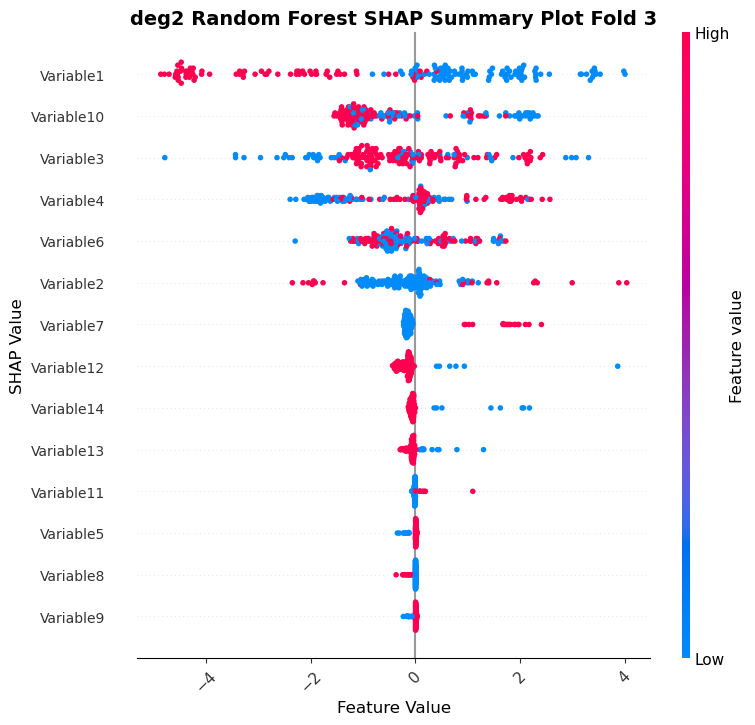 deg2 Random Forest SHAP Summary Plot Fold 3
High
Variable1
Variable10
Variable3
Variable4
Variable6
Variable2
Variable7
Variable12
Variable14
Variable13
Variable11
Variable5
Variable8
Variable9
SHAP Value
Feature value
Low
−4 −2 0 2 4
Feature Value